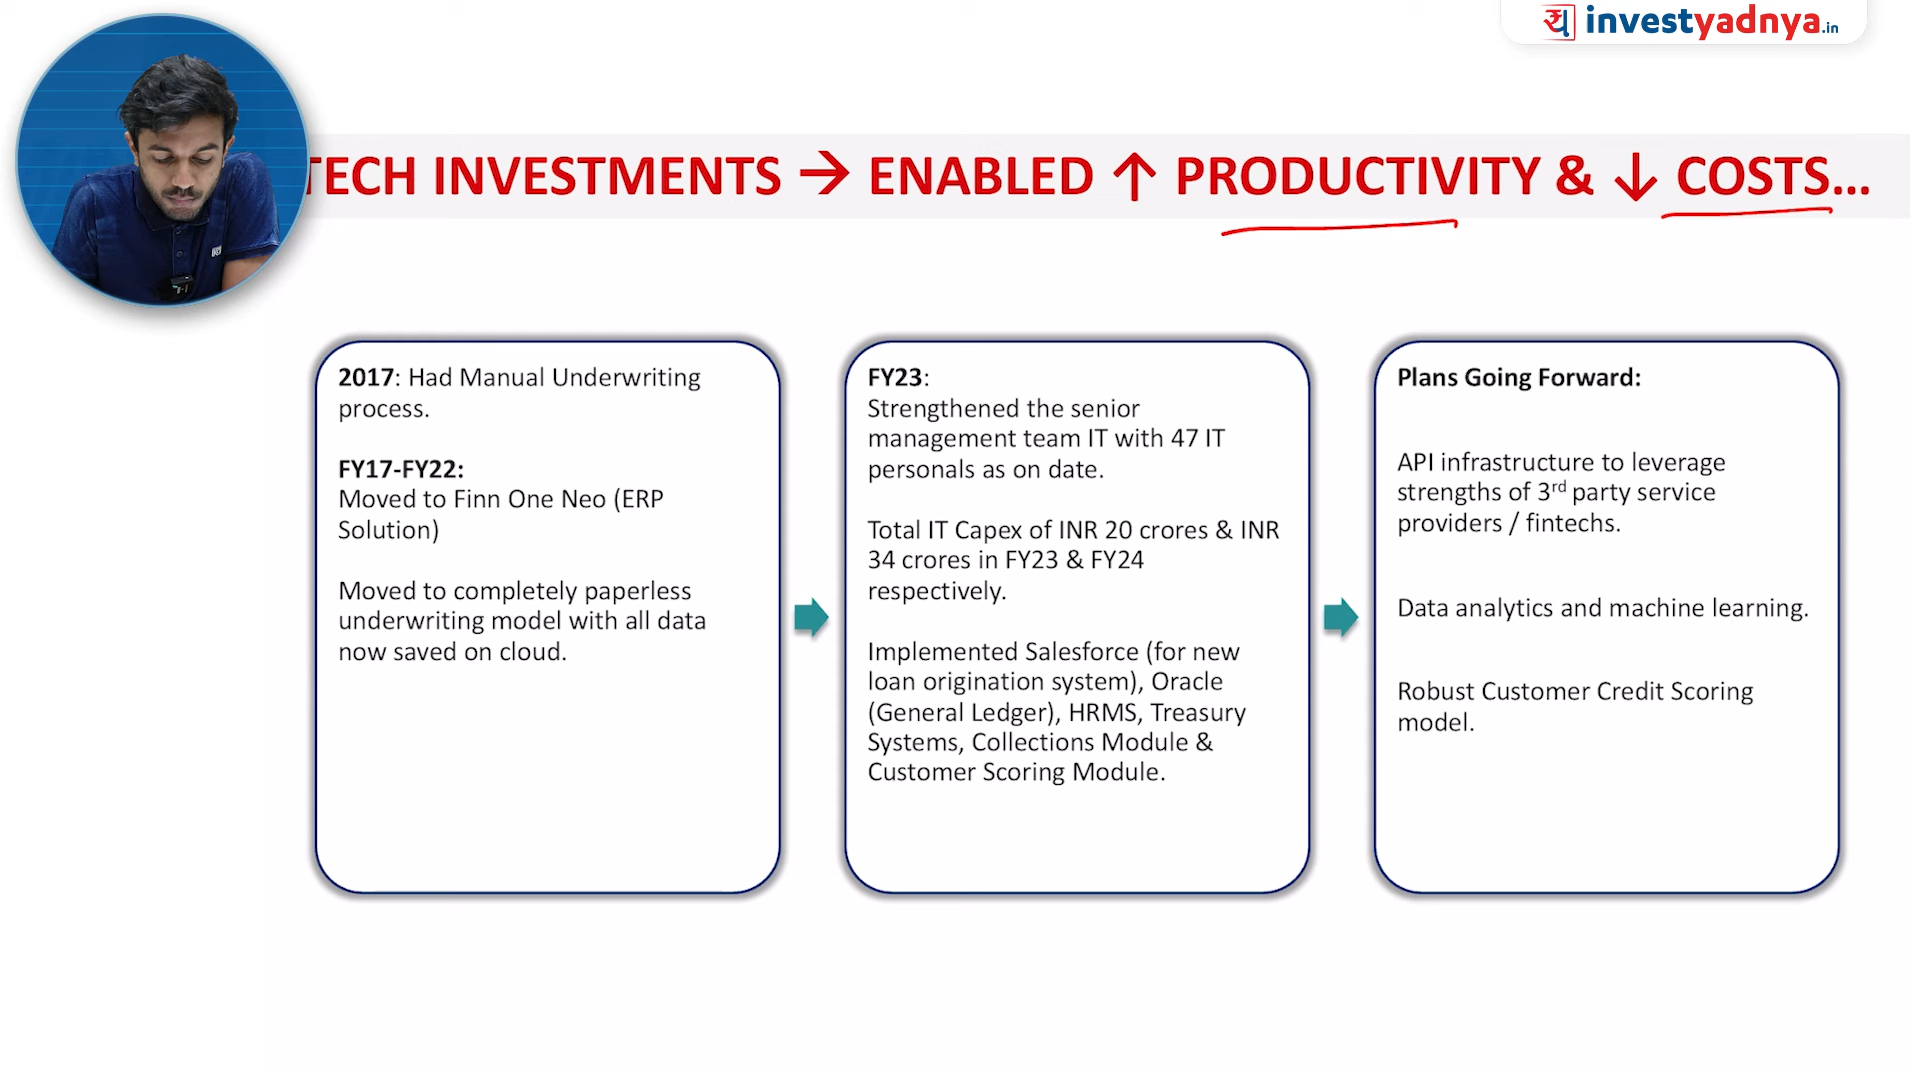 investyadnya.in
TECH INVESTMENTS → ENABLED ↑ PRODUCTIVITY & ↓ COSTS...
2017: Had Manual Underwriting
process.
FY17-FY22:
Moved to Finn One Neo (ERP
Solution)
Moved to completely paperless
underwriting model with all data
now saved on cloud.
FY23:
Strengthened the senior
management team IT with 47 IT
personals as on date.
Total IT Capex of INR 20 crores & INR
34 crores in FY23 & FY24
respectively.
Implemented Salesforce (for new
loan origination system), Oracle
(General Ledger), HRMS, Treasury
Systems, Collections Module &
Customer Scoring Module.
Plans Going Forward:
API infrastructure to leverage
strengths of 3rd party service
providers / fintechs.
Data analytics and machine learning.
Robust Customer Credit Scoring
model.